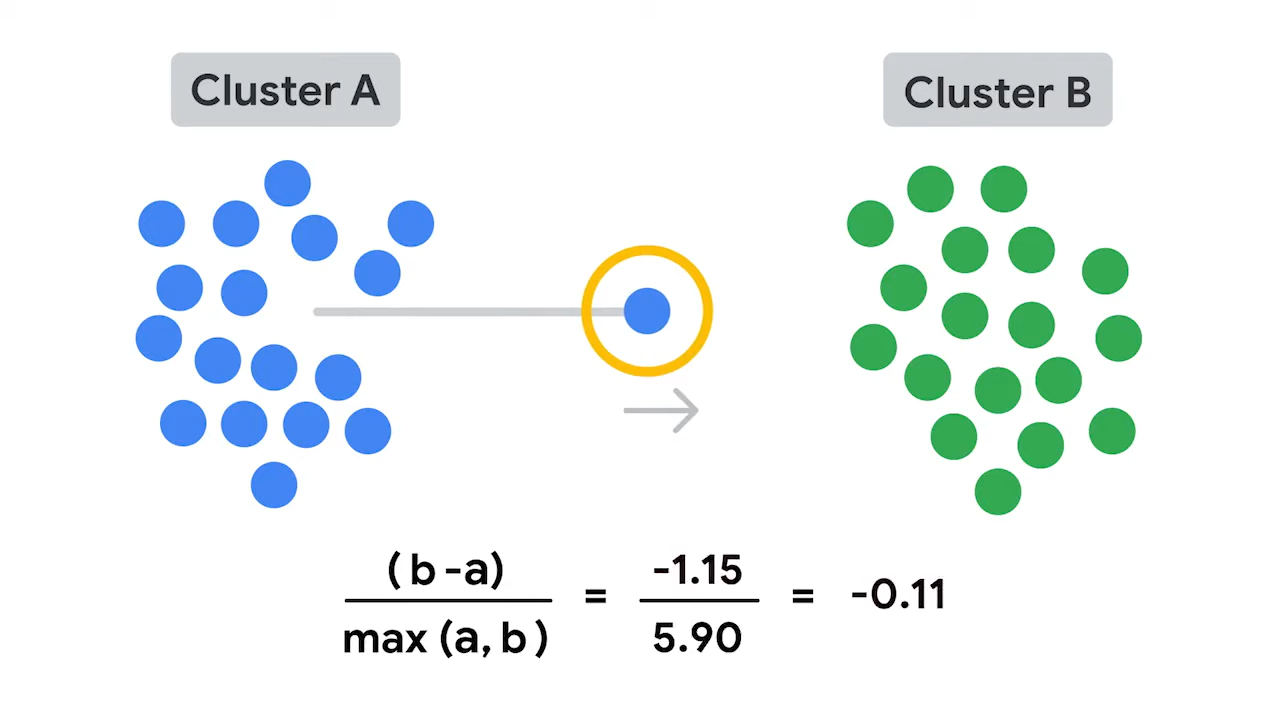 Cluster A
Cluster B
(b-a)
max (a, b)
=
-1.15
5.90
=
-0.11